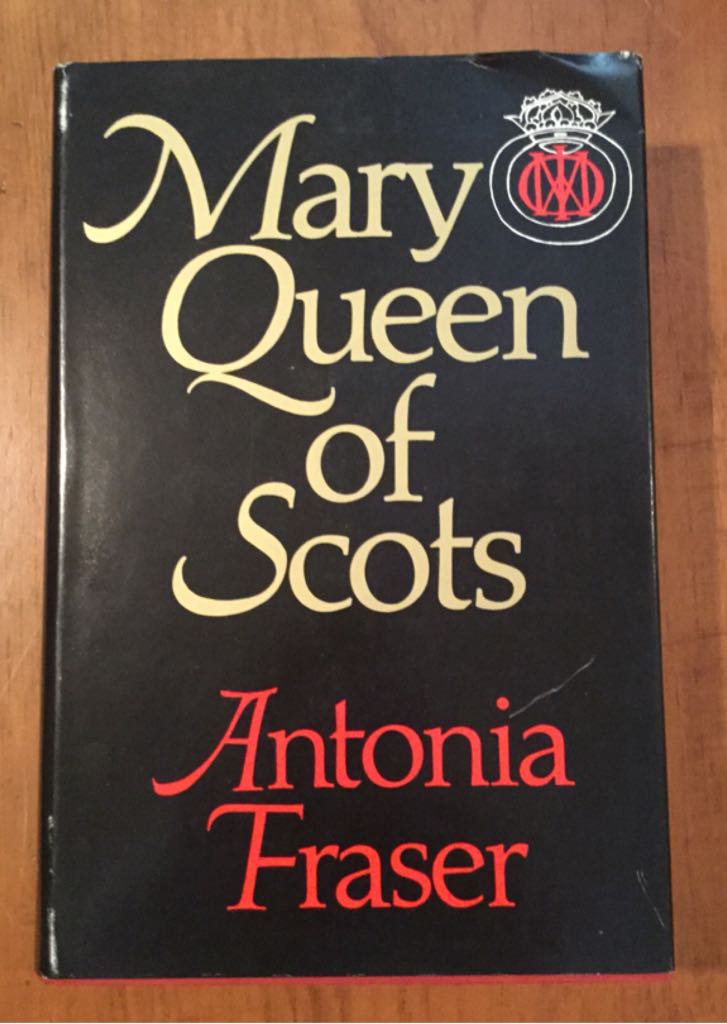 Mary
Queen
of
Scots
Antonia
Fraser